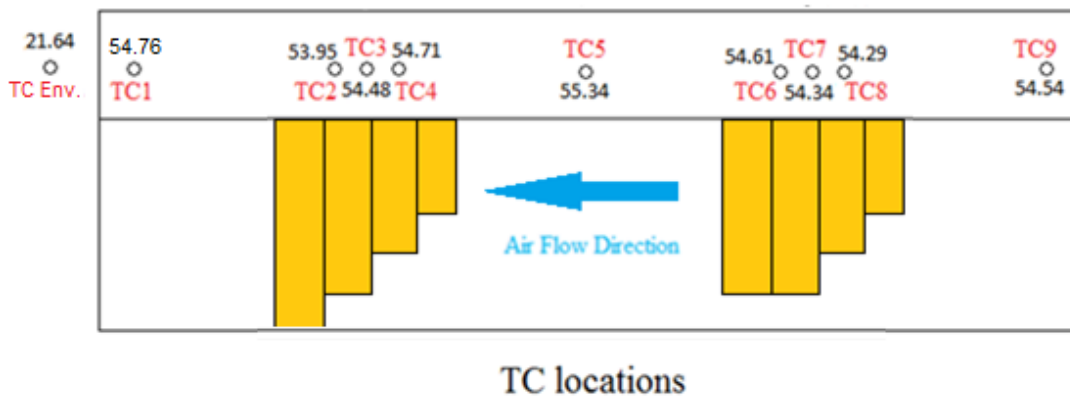 21.64
TC Env.
54.76
TC1
53.95 TC3 54.71
TC2 54.48 TC4
TC5
55.34
54.61 TC7 54.29
TC6 54.34 TC8
TC9
54.54
Air Flow Direction
TC locations